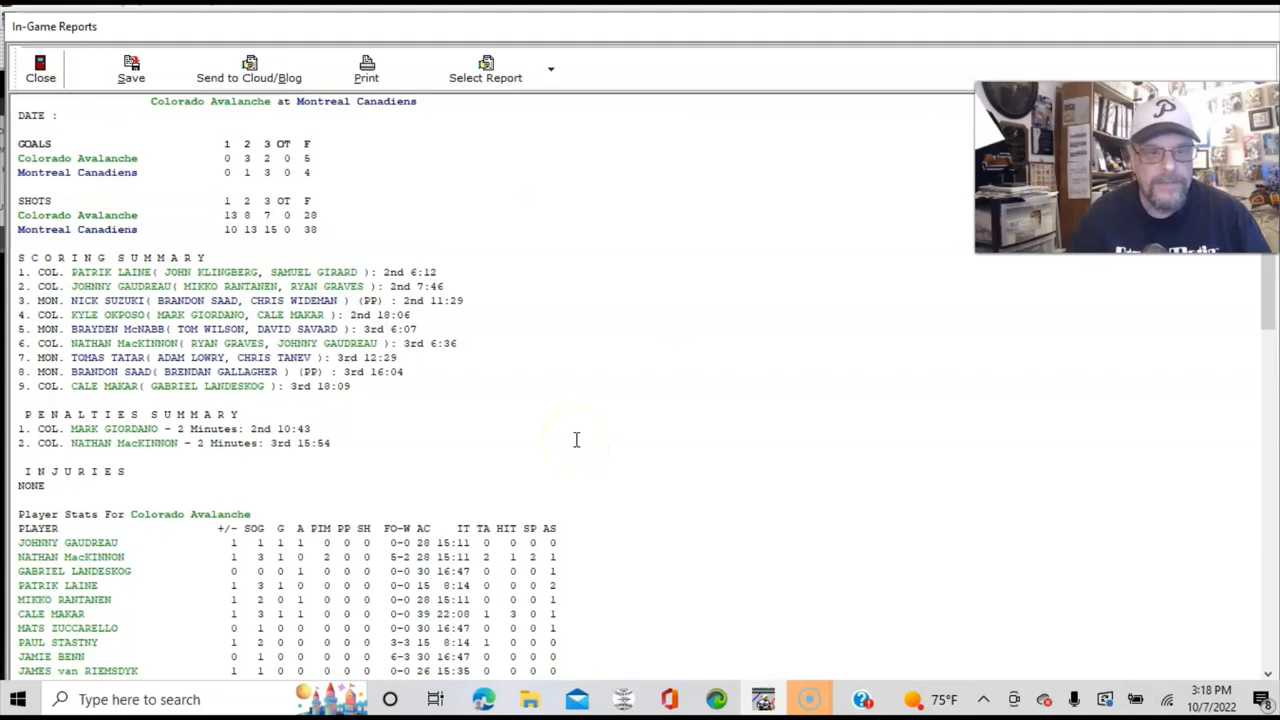 In-Game Reports
Close Save Send to Cloud/Blog Print Select Report
Colorado Avalanche at Montreal Canadiens
DATE :
GOALS 1 2 3 OT F
Colorado Avalanche 0 3 2 0 5
Montreal Canadiens 0 1 3 0 4
SHOTS 1 2 3 OT F
Colorado Avalanche 13 8 7 0 28
Montreal Canadiens 10 13 15 0 38
S C O R I N G  S U M M A R Y
1. COL. PATRIK LAINE( JOHN KLINGBERG, SAMUEL GIRARD ): 2nd 6:12
2. COL. JOHNNY GAUDREAU( MIKKO RANTANEN, RYAN GRAVES ): 2nd 7:46
3. MON. NICK SUZUKI( BRANDON SAAD, CHRIS WIDEMAN ) (PP) : 2nd 11:29
4. COL. KYLE OKPOSO( MARK GIORDANO, CALE MAKAR ): 2nd 18:06
5. MON. BRAYDEN McNABB( TOM WILSON, DAVID SAVARD ): 3rd 6:07
6. COL. NATHAN MacKINNON( RYAN GRAVES, JOHNNY GAUDREAU ): 3rd 6:36
7. MON. TOMAS TATAR( ADAM LOWRY, CHRIS TANEV ): 3rd 12:29
8. MON. BRANDON SAAD( BRENDAN GALLAGHER ) (PP) : 3rd 16:04
9. COL. CALE MAKAR( GABRIEL LANDESKOG ): 3rd 18:09
P E N A L T I E S  S U M M A R Y
1. COL. MARK GIORDANO - 2 Minutes: 2nd 10:43
2. COL. NATHAN MacKINNON - 2 Minutes: 3rd 15:54
I N J U R I E S
NONE
Player Stats For Colorado Avalanche
PLAYER +/- SOG G A PIM PP SH FO-W AC IT TA HIT SP AS
JOHNNY GAUDREAU 1 1 1 1 0 0 0 0-0 28 15:11 0 0 0 0
NATHAN MacKINNON 1 3 1 0 2 0 0 5-2 28 15:11 2 1 2 1
GABRIEL LANDESKOG 0 0 0 1 0 0 0 0-0 30 16:47 0 0 0 1
PATRIK LAINE 1 3 1 0 0 0 0 0-0 15 8:14 0 0 0 2
MIKKO RANTANEN 1 2 0 1 0 0 0 0-0 28 15:11 0 0 0 1
CALE MAKAR 1 3 1 1 0 0 0 0-0 39 22:08 1 3 0 1
MATS ZUCCARELLO 0 1 0 0 0 0 0 0-0 30 16:47 0 0 0 1
PAUL STASTNY 1 2 0 0 0 0 0 3-3 15 8:14 1 0 0 0
JAMIE BENN 0 1 0 0 0 0 0 6-3 30 16:47 0 0 0 0
JAMES van RIEMSDYK 1 1 0 0 0 0 0 0-0 26 15:35 0 0 0 0
Type here to search
75°F
3:18 PM
10/7/2022
8